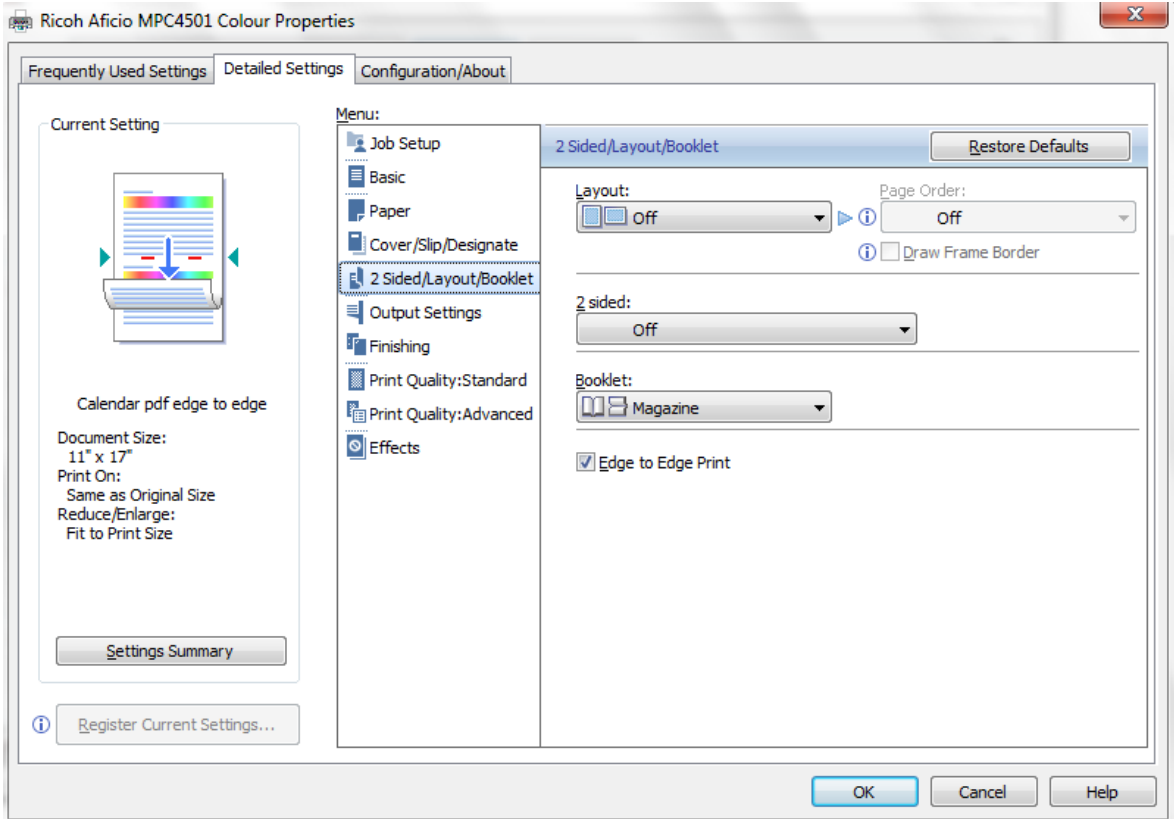 Ricoh Aficio MPC4501 Colour Properties
Frequently Used Settings
Detailed Settings
Configuration/About
Current Setting
Calendar pdf edge to edge
Document Size:
11" x 17"
Print On:
Same as Original Size
Reduce/Enlarge:
Fit to Print Size
Settings Summary
Register Current Settings...
Menu:
Job Setup
Basic
Paper
Cover/Slip/Designate
2 Sided/Layout/Booklet
Output Settings
Finishing
Print Quality:Standard
Print Quality:Advanced
Effects
2 Sided/Layout/Booklet
Restore Defaults
Layout:
Off
Page Order:
Off
Draw Frame Border
2 sided:
Off
Booklet:
Magazine
Edge to Edge Print
OK
Cancel
Help